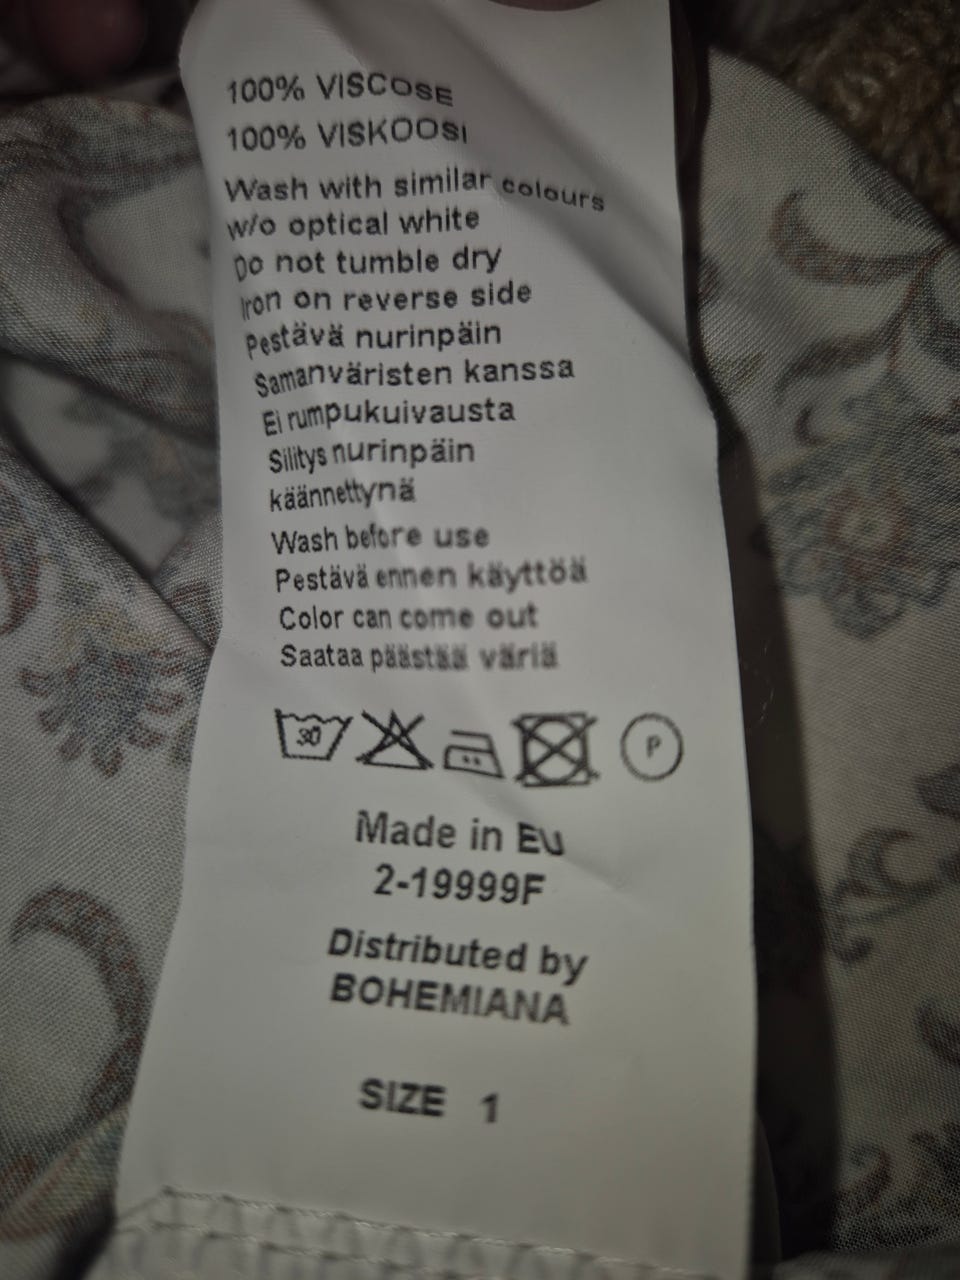 100% VISCOSE
100% VISKOOSI
Wash with similar colours
w/o optical white
Do not tumble dry
Iron on reverse side
Pestävä nurinpäin
Samanväristen kanssa
Ei rumpukuivausta
Silitys nurinpäin
käännettynä
Wash before use
Pestävä ennen käyttöä
Color can come out
Saataa päästää väriä
30 P
Made in EU
2-19999F
Distributed by
BOHEMIANA
SIZE 1